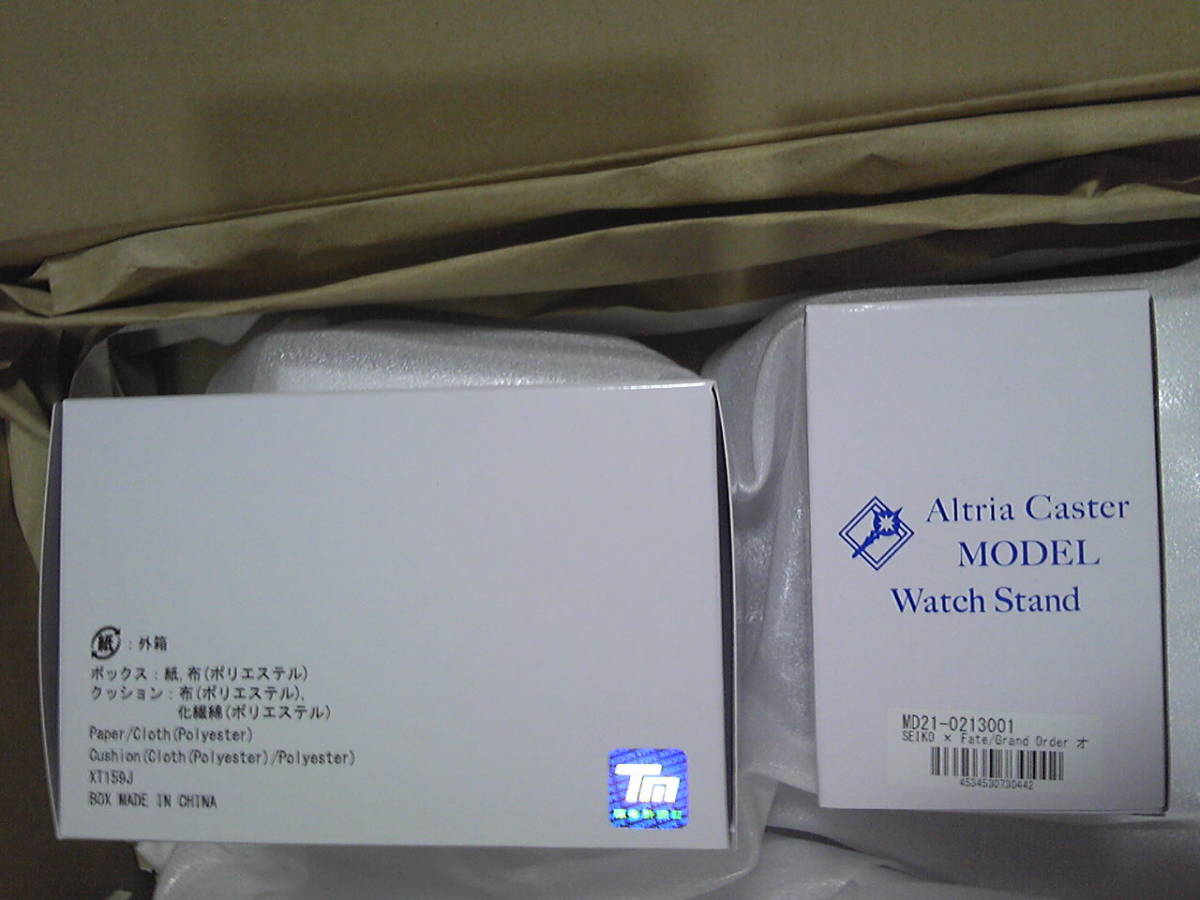 紙 : 外箱
ボックス : 紙, 布(ポリエステル)
クッション : 布(ポリエステル),
化繊綿(ポリエステル)
Paper/Cloth(Polyester)
Cushion(Cloth(Polyester)/Polyester)
XT159J
BOX MADE IN CHINA
Tm
Altria Caster
MODEL
Watch Stand
MD21-0213001
SEIKO × Fate/Grand Order オ
4534530730442